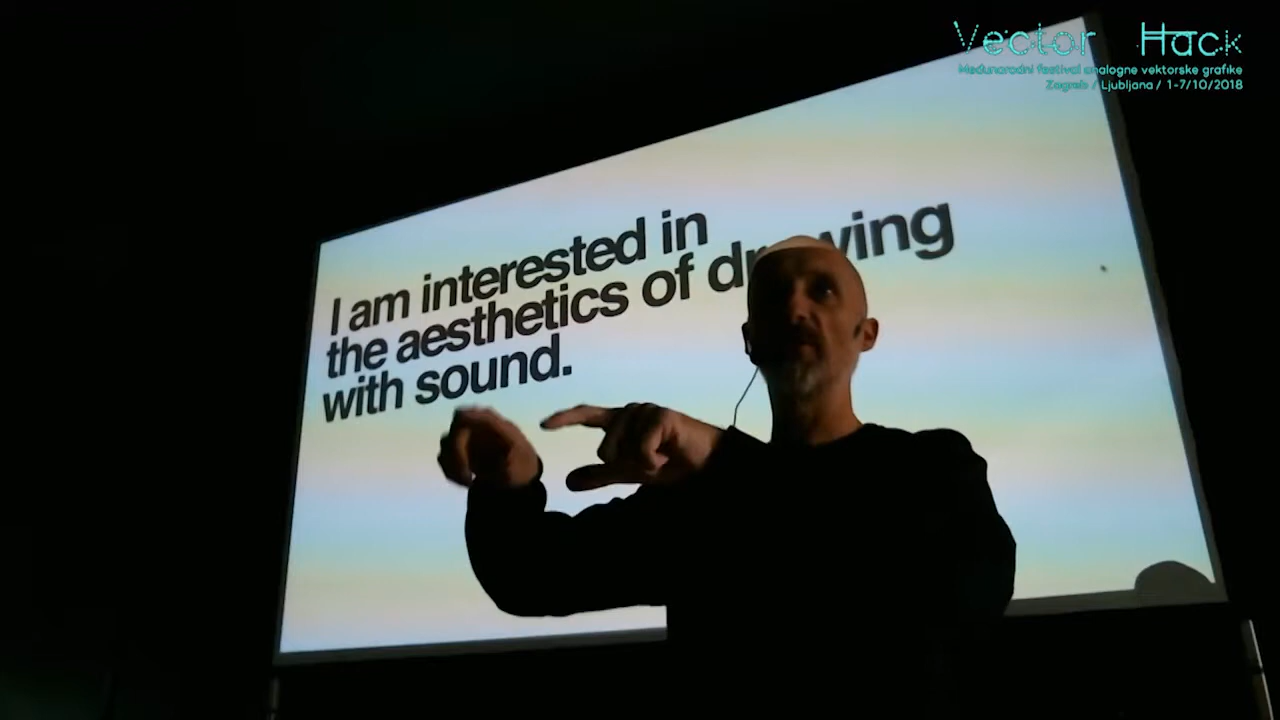 Vector Hack
Međunarodni festival analogne vektorske grafike
Zagreb / Ljubljana / 1-7/10/2018
I am interested in
the aesthetics of drawing
with sound.